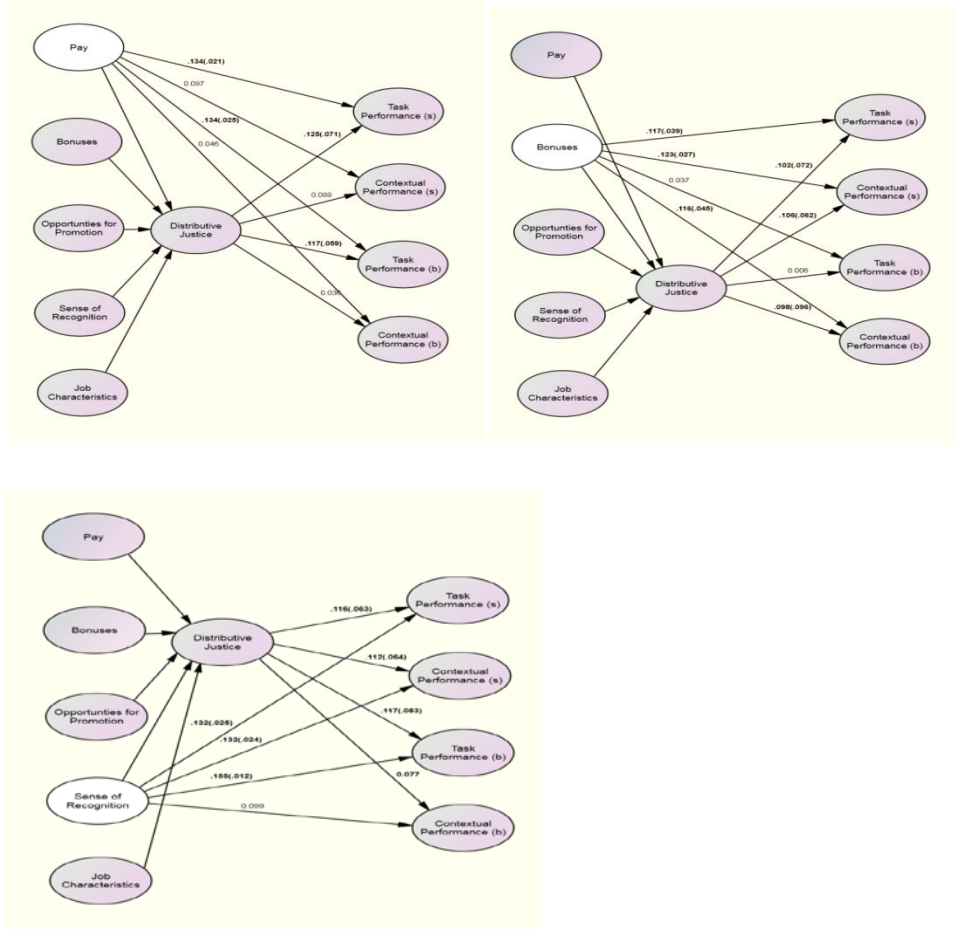 Pay
.134(.021)
0.097
Task
Performance (s)
.134(.025)
.125(.071)
0.046
Bonuses
Contextual
Performance (s)
0.088
Opportunties for
Promotion
Distributive
Justice
.117(.059)
Task
Performance (b)
Sense of
Recognition
Contextual
Performance (b)
Job
Characteristics
Pay
Task
Performance (s)
.117(.039)
Bonuses
.123(.027)
.102(.072)
0.037
Contextual
Performance (s)
.116(.045)
.106(.062)
Opportunties for
Promotion
Task
Performance (b)
0.006
Distributive
Justice
Sense of
Recognition
.098(.096)
Contextual
Performance (b)
Job
Characteristics
Pay
Task
Performance (s)
.116(.063)
Bonuses
Distributive
Justice
.112(.064)
Contextual
Performance (s)
.117(.083)
Opportunties for
Promotion
.132(.025)
.132(.024)
Task
Performance (b)
0.077
Sense of
Recognition
0.099
Contextual
Performance (b)
Job
Characteristics